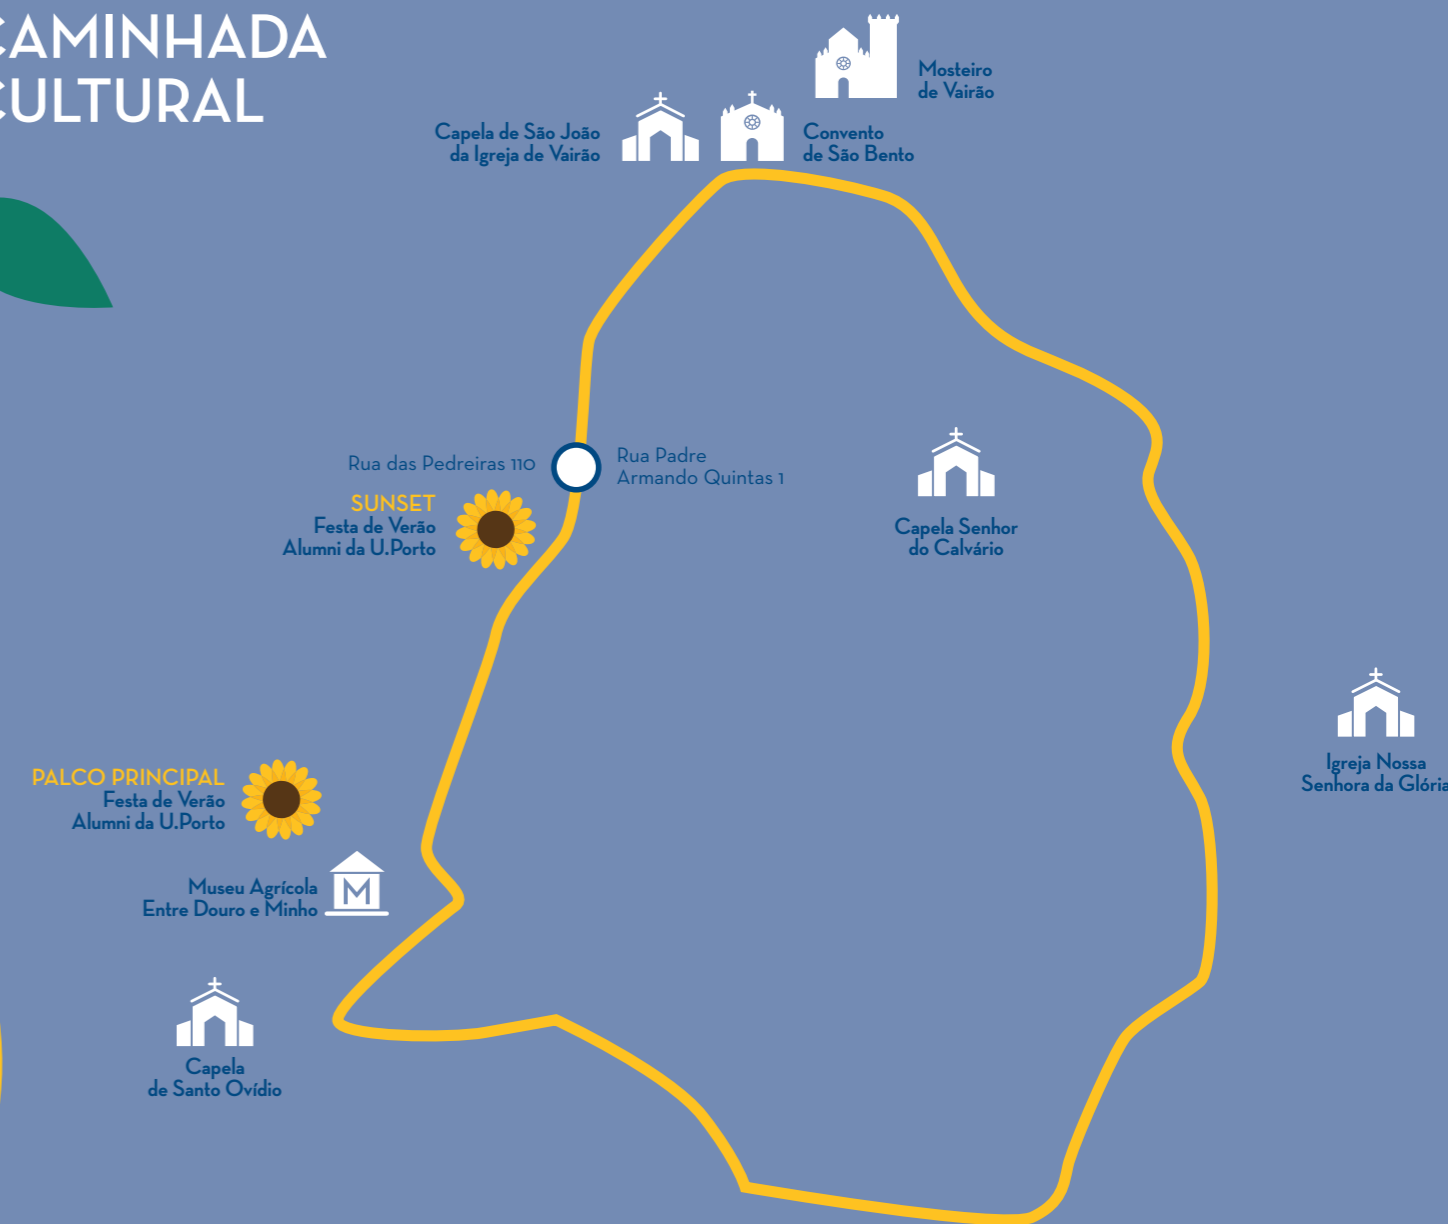 CAMINHADA
CULTURAL
Mosteiro
de Vairão
Capela de São João
da Igreja de Vairão
Convento
de São Bento
Rua das Pedreiras 110
Rua Padre
Armando Quintas 1
SUNSET
Festa de Verão
Alumni da U.Porto
Capela Senhor
do Calvário
Igreja Nossa
Senhora da Glória
PALCO PRINCIPAL
Festa de Verão
Alumni da U.Porto
Museu Agrícola
Entre Douro e Minho
M
Capela
de Santo Ovídio